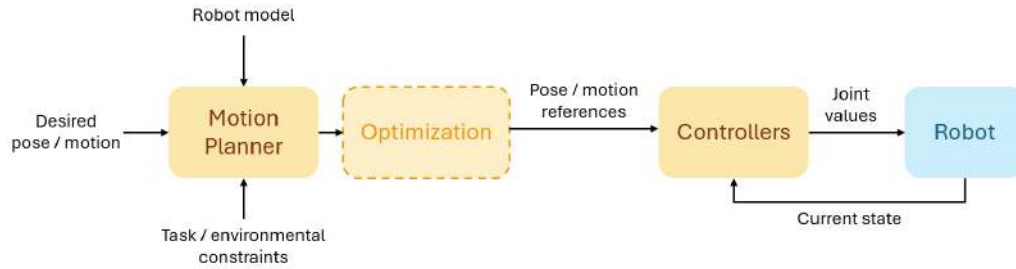 Robot model
Desired
pose / motion
Motion
Planner
Task / environmental
constraints
Optimization
Pose / motion
references
Controllers
Joint
values
Robot
Current state